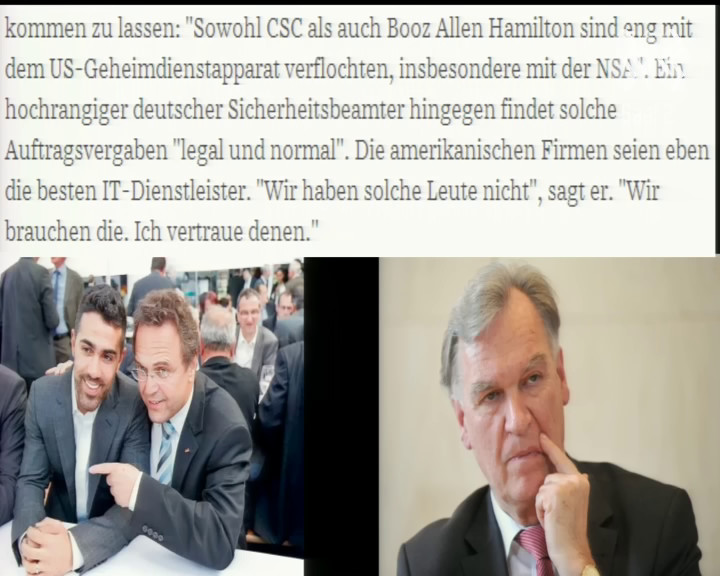 kommen zu lassen: "Sowohl CSC als auch Booz Allen Hamilton sind eng mit
dem US-Geheimdienstapparat verflochten, insbesondere mit der NSA". Ein
hochrangiger deutscher Sicherheitsbeamter hingegen findet solche
Auftragsvergaben "legal und normal". Die amerikanischen Firmen seien eben
die besten IT-Dienstleister. "Wir haben solche Leute nicht", sagt er. "Wir
brauchen die. Ich vertraue denen."